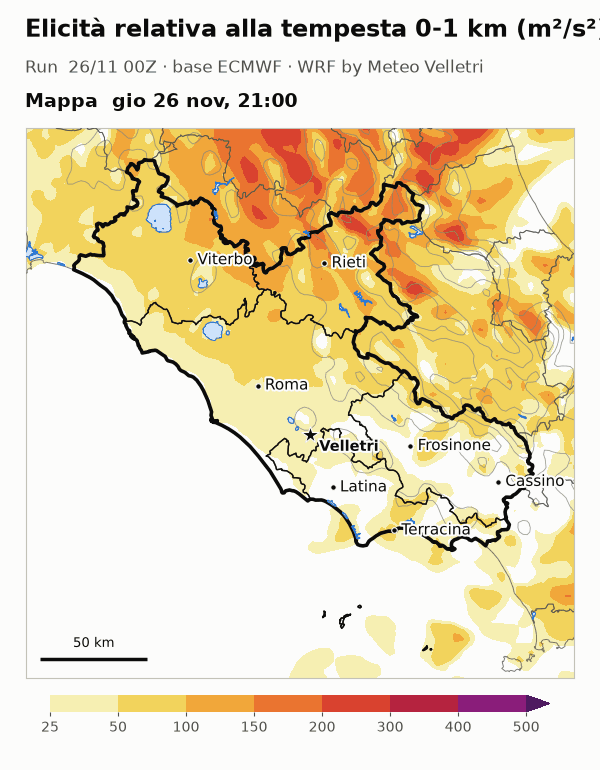 Elicità relativa alla tempesta 0-1 km (m²/s²)
Run 26/11 00Z · base ECMWF · WRF by Meteo Velletri
Mappa gio 26 nov, 21:00
Viterbo
Rieti
Roma
Velletri
Frosinone
Cassino
Latina
Terracina
50 km
25 50 100 150 200 300 400 500